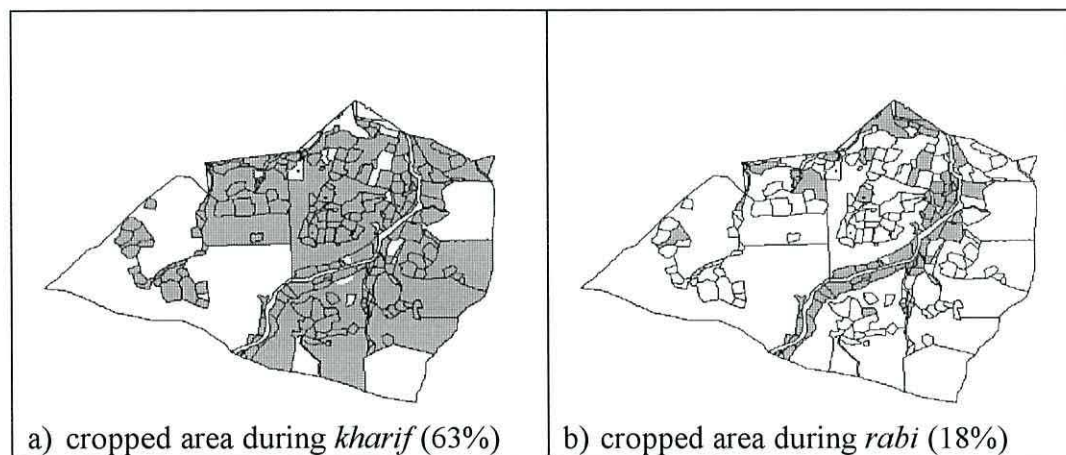 a) cropped area during kharif (63%)
b) cropped area during rabi (18%)